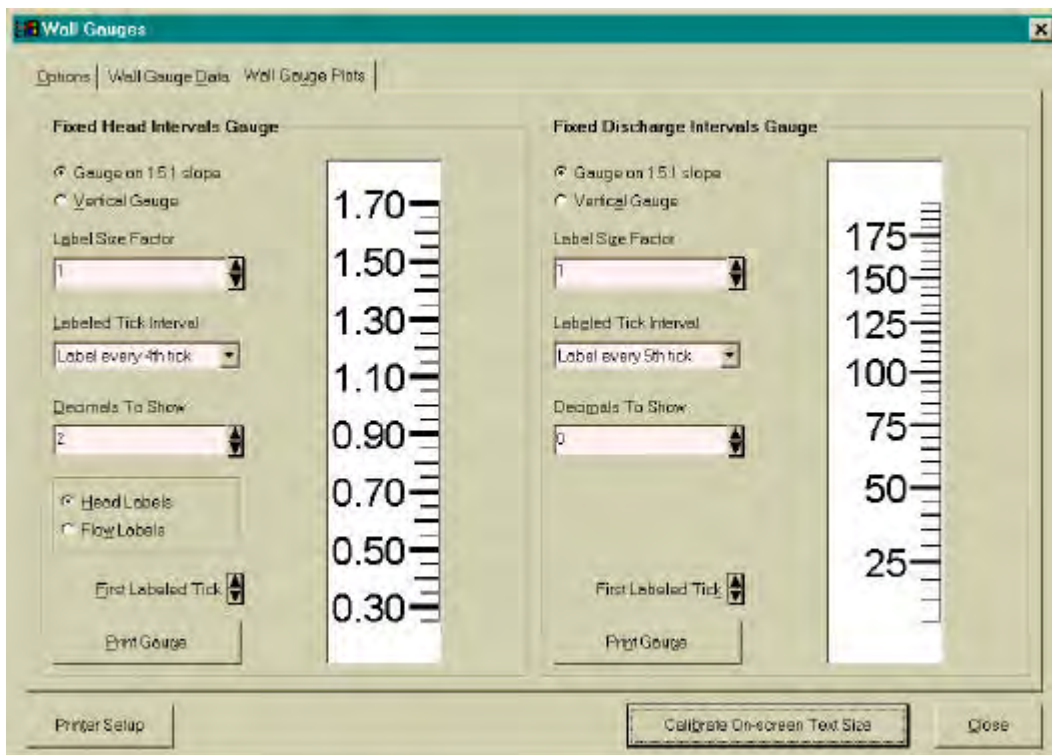 Wall Gauges
Options
Wall Gauge Data
Wall Gauge Plots
Fixed Head Intervals Gauge
Gauge on 1.5:1 slope
Vertical Gauge
Label Size Factor
1
Labeled Tick Interval
Label every 4th tick
Decimals To Show
2
Head Labels
Flow Labels
First Labeled Tick
Print Gauge
1.70
1.50
1.30
1.10
0.90
0.70
0.50
0.30
Fixed Discharge Intervals Gauge
Gauge on 1.5:1 slope
Vertical Gauge
Label Size Factor
1
Labeled Tick Interval
Label every 5th tick
Decimals To Show
0
First Labeled Tick
Print Gauge
175
150
125
100
75
50
25
Printer Setup
Calibrate On-screen Text Size
Close